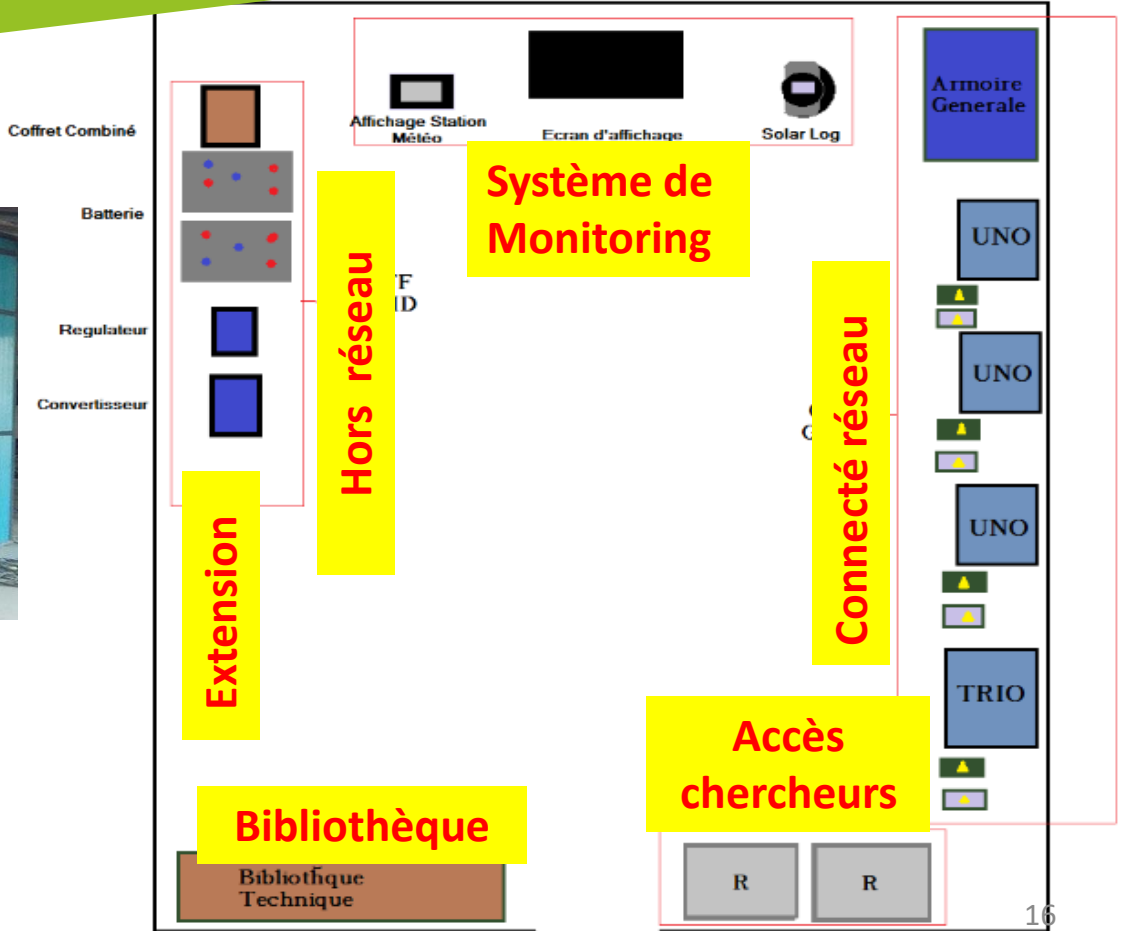 Coffret Combiné
Batterie
Regulateur
Convertisseur
Extension
Hors réseau
Affichage Station
Météo
Ecran d'affichage
Solar Log
Système de
Monitoring
Armoire
Generale
UNO
UNO
UNO
TRIO
Connecté réseau
Accès
chercheurs
R
R
Bibliothèque
Bibliothque
Technique
16